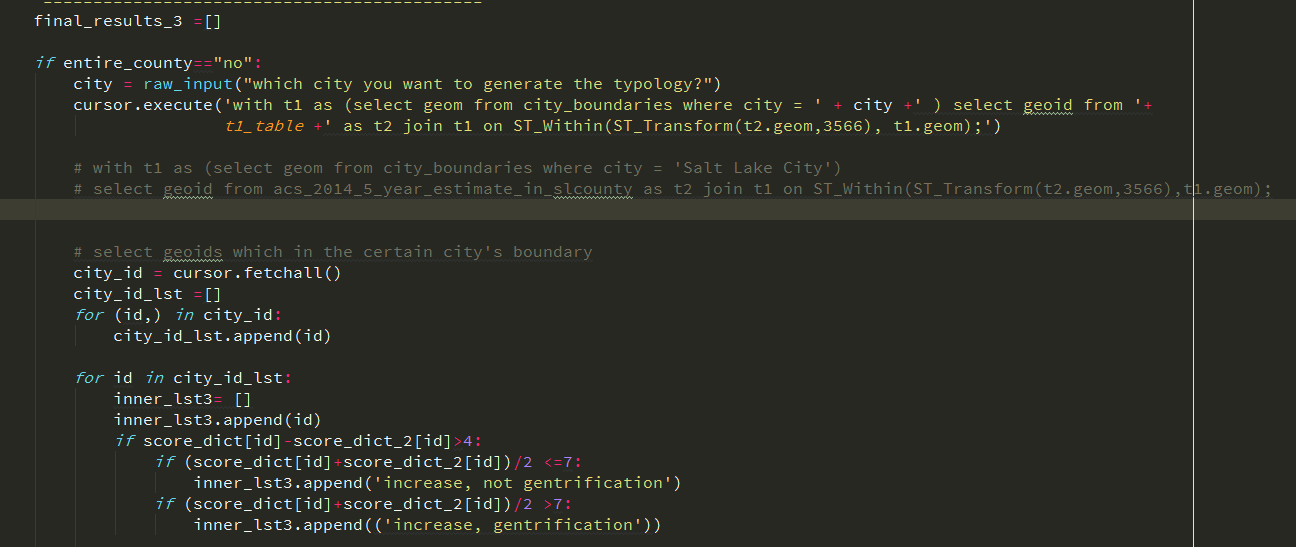 --------------------------------------------
final_results_3 =[]
if entire_county=="no":
city = raw_input("which city you want to generate the typology?")
cursor.execute('with t1 as (select geom from city_boundaries where city = ' + city +' ) select geoid from '+
t1_table +' as t2 join t1 on ST_Within(ST_Transform(t2.geom,3566), t1.geom);')
# with t1 as (select geom from city_boundaries where city = 'Salt Lake City')
# select geoid from acs_2014_5_year_estimate_in_slcounty as t2 join t1 on ST_Within(ST_Transform(t2.geom,3566),t1.geom);
# select geoids which in the certain city's boundary
city_id = cursor.fetchall()
city_id_lst =[]
for (id,) in city_id:
city_id_lst.append(id)
for id in city_id_lst:
inner_lst3= []
inner_lst3.append(id)
if score_dict[id]-score_dict_2[id]>4:
if (score_dict[id]+score_dict_2[id])/2 <=7:
inner_lst3.append('increase, not gentrification')
if (score_dict[id]+score_dict_2[id])/2 >7:
inner_lst3.append(('increase, gentrification'))